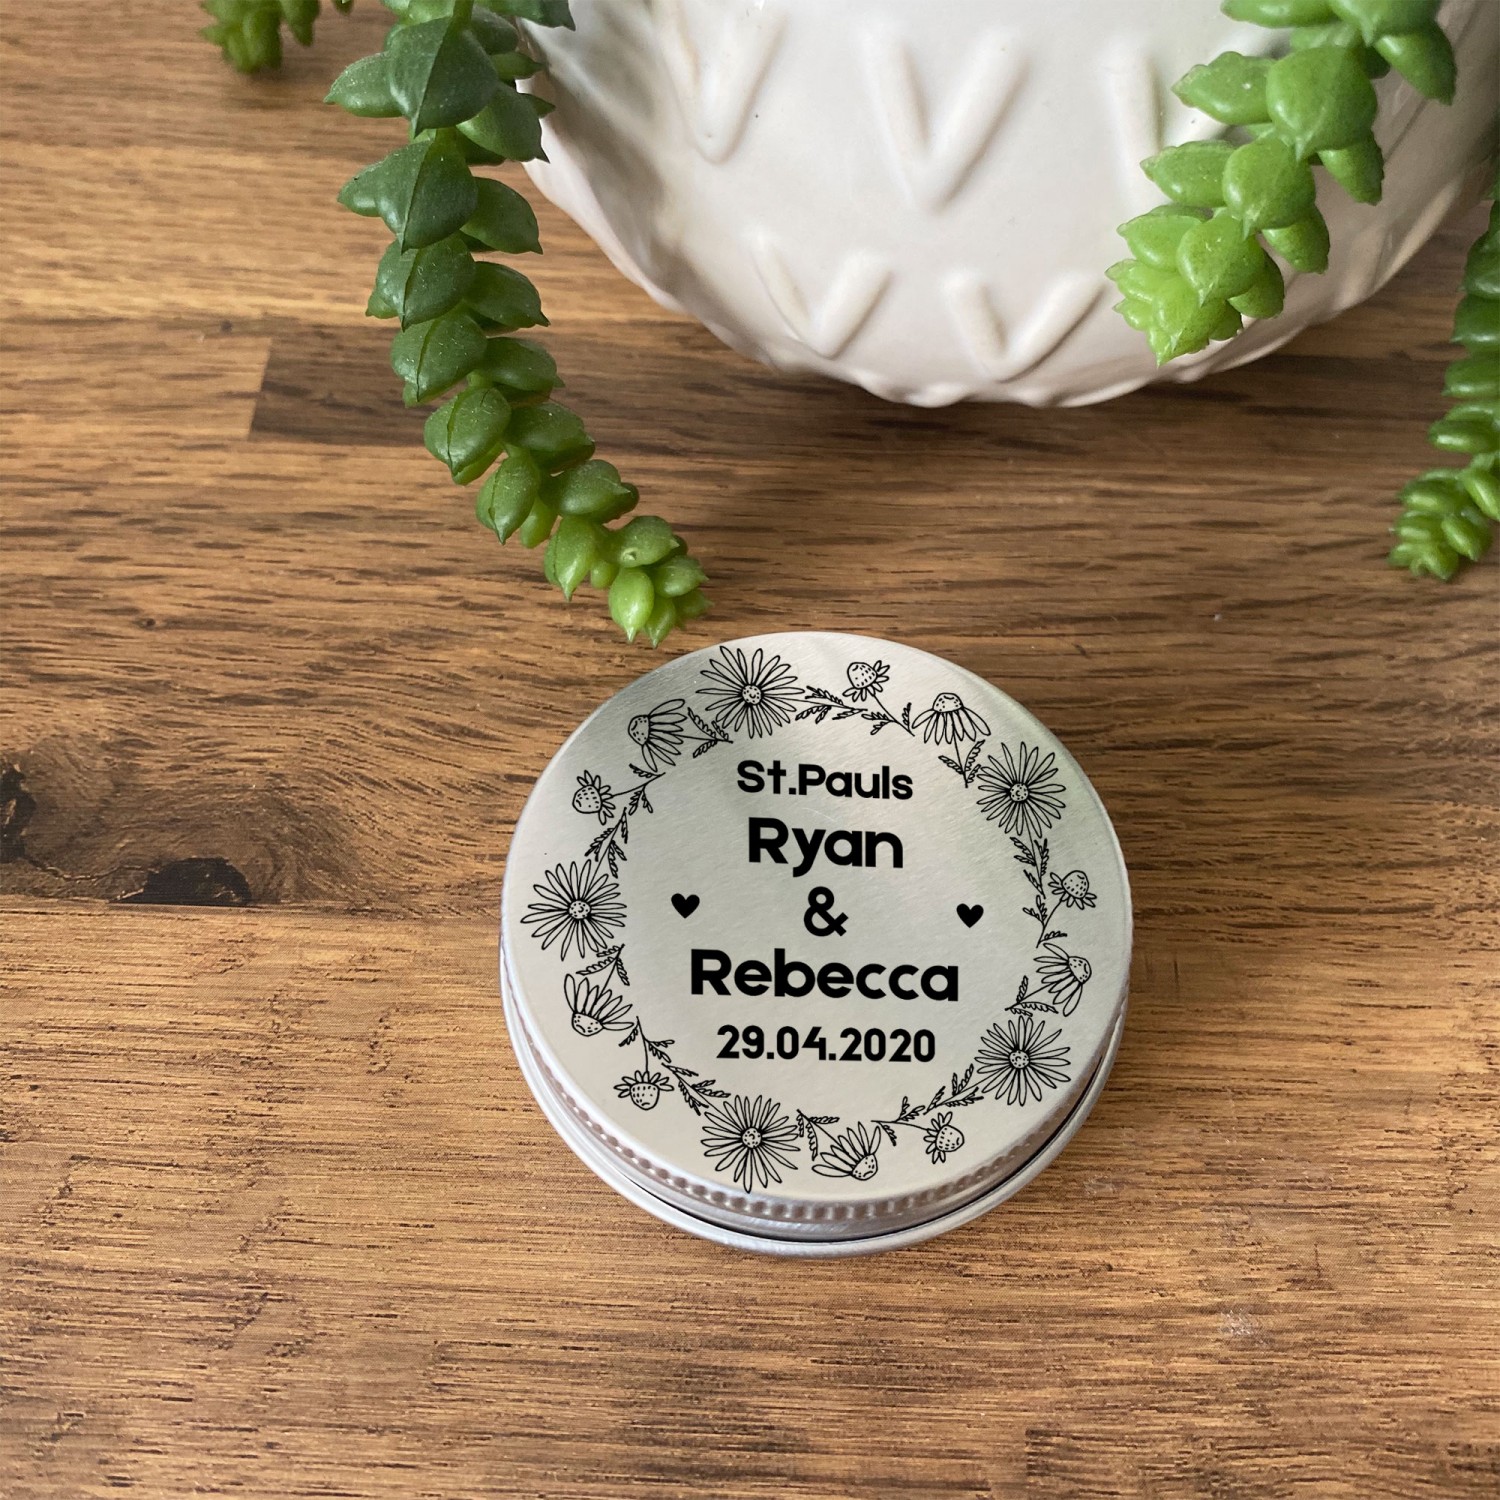 St.Pauls
Ryan
&
Rebecca
29.04.2020